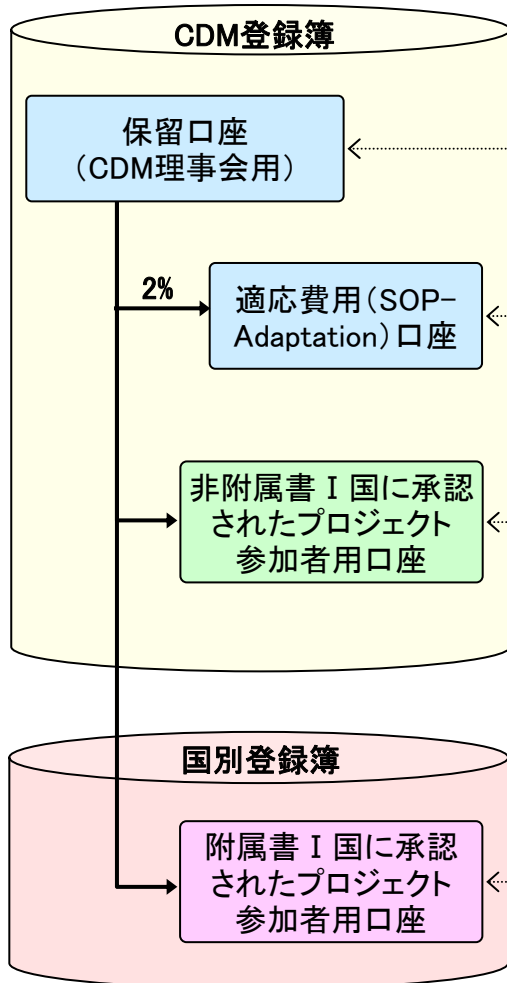 CDM登録簿
保留口座
（CDM理事会用）
2%
適応費用（SOP-
Adaptation）口座
非附属書Ⅰ国に承認
されたプロジェクト
参加者用口座
国別登録簿
附属書Ⅰ国に承認
されたプロジェクト
参加者用口座